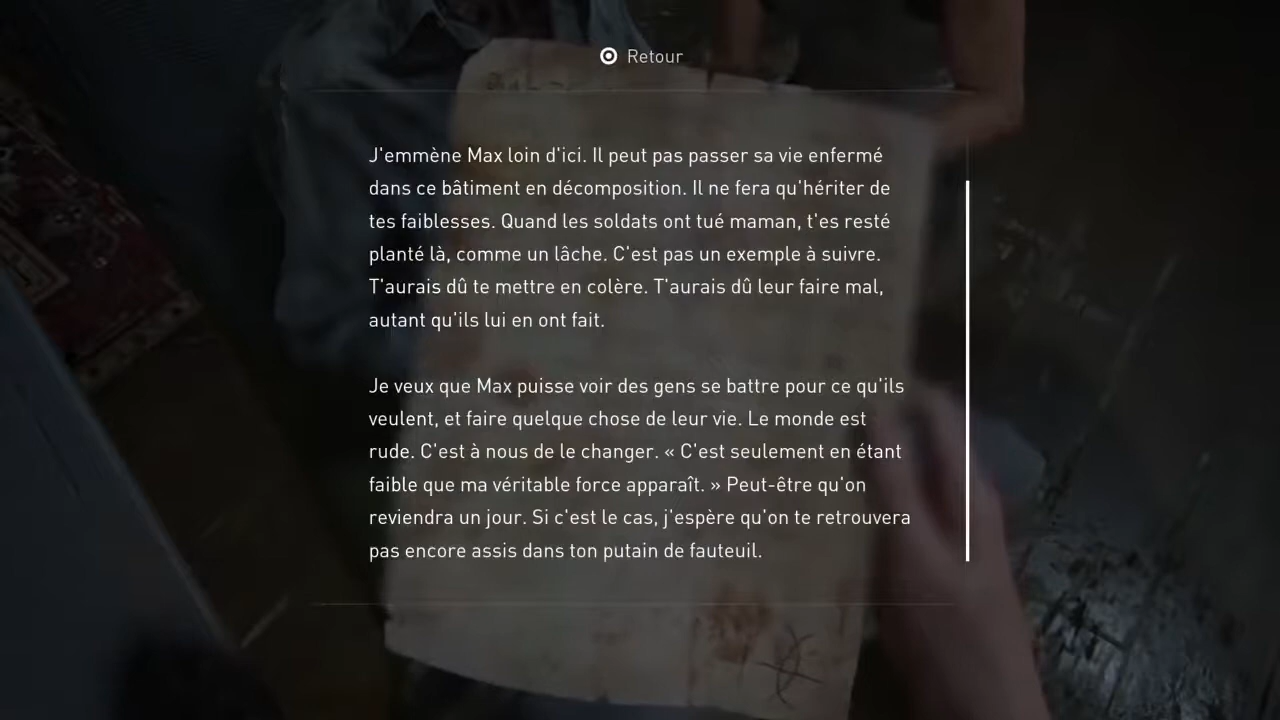 Retour
J'emmène Max loin d'ici. Il peut pas passer sa vie enfermé
dans ce bâtiment en décomposition. Il ne fera qu'hériter de
tes faiblesses. Quand les soldats ont tué maman, t'es resté
planté là, comme un lâche. C'est pas un exemple à suivre.
T'aurais dû te mettre en colère. T'aurais dû leur faire mal,
autant qu'ils lui en ont fait.
Je veux que Max puisse voir des gens se battre pour ce qu'ils
veulent, et faire quelque chose de leur vie. Le monde est
rude. C'est à nous de le changer. « C'est seulement en étant
faible que ma véritable force apparaît. » Peut-être qu'on
reviendra un jour. Si c'est le cas, j'espère qu'on te retrouvera
pas encore assis dans ton putain de fauteuil.